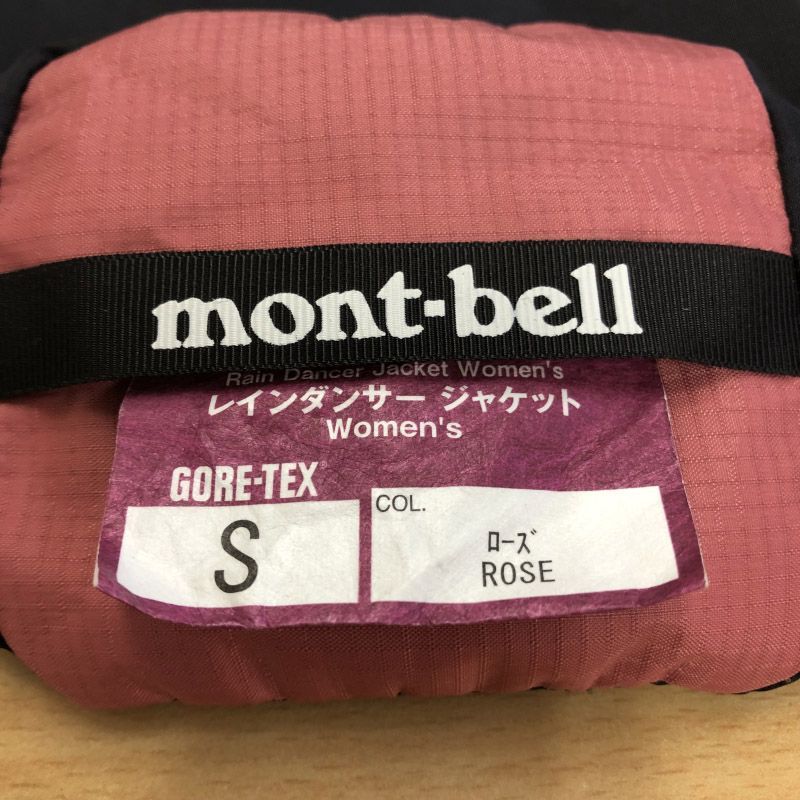 mont-bell
Rain Dancer Jacket Women's
レインダンサー ジャケット
Women's
GORE-TEX®
S
COL.
ﾛｰｽﾞ
ROSE